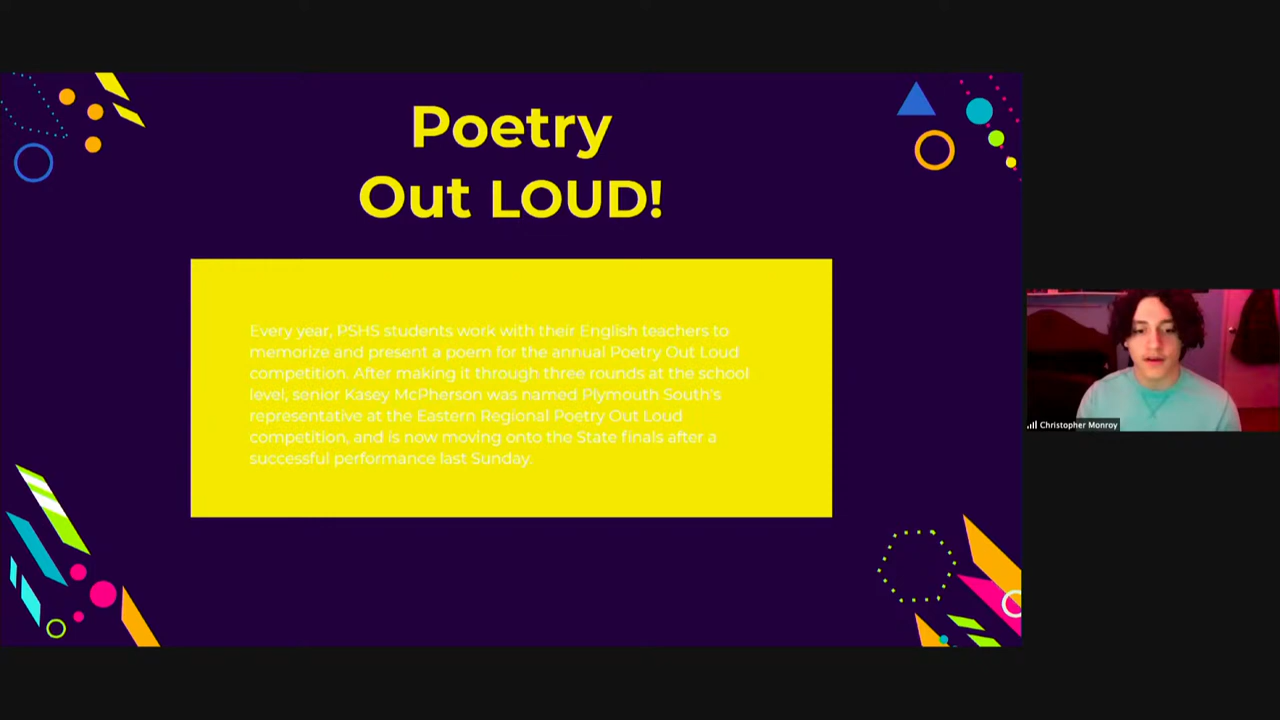 Poetry
Out LOUD!
Every year, PSHS students work with their English teachers to
memorize and present a poem for the annual Poetry Out Loud
competition. After making it through three rounds at the school
level, senior Kasey McPherson was named Plymouth South's
representative at the Eastern Regional Poetry Out Loud
competition, and is now moving onto the State finals after a
successful performance last Sunday.
Christopher Monroy